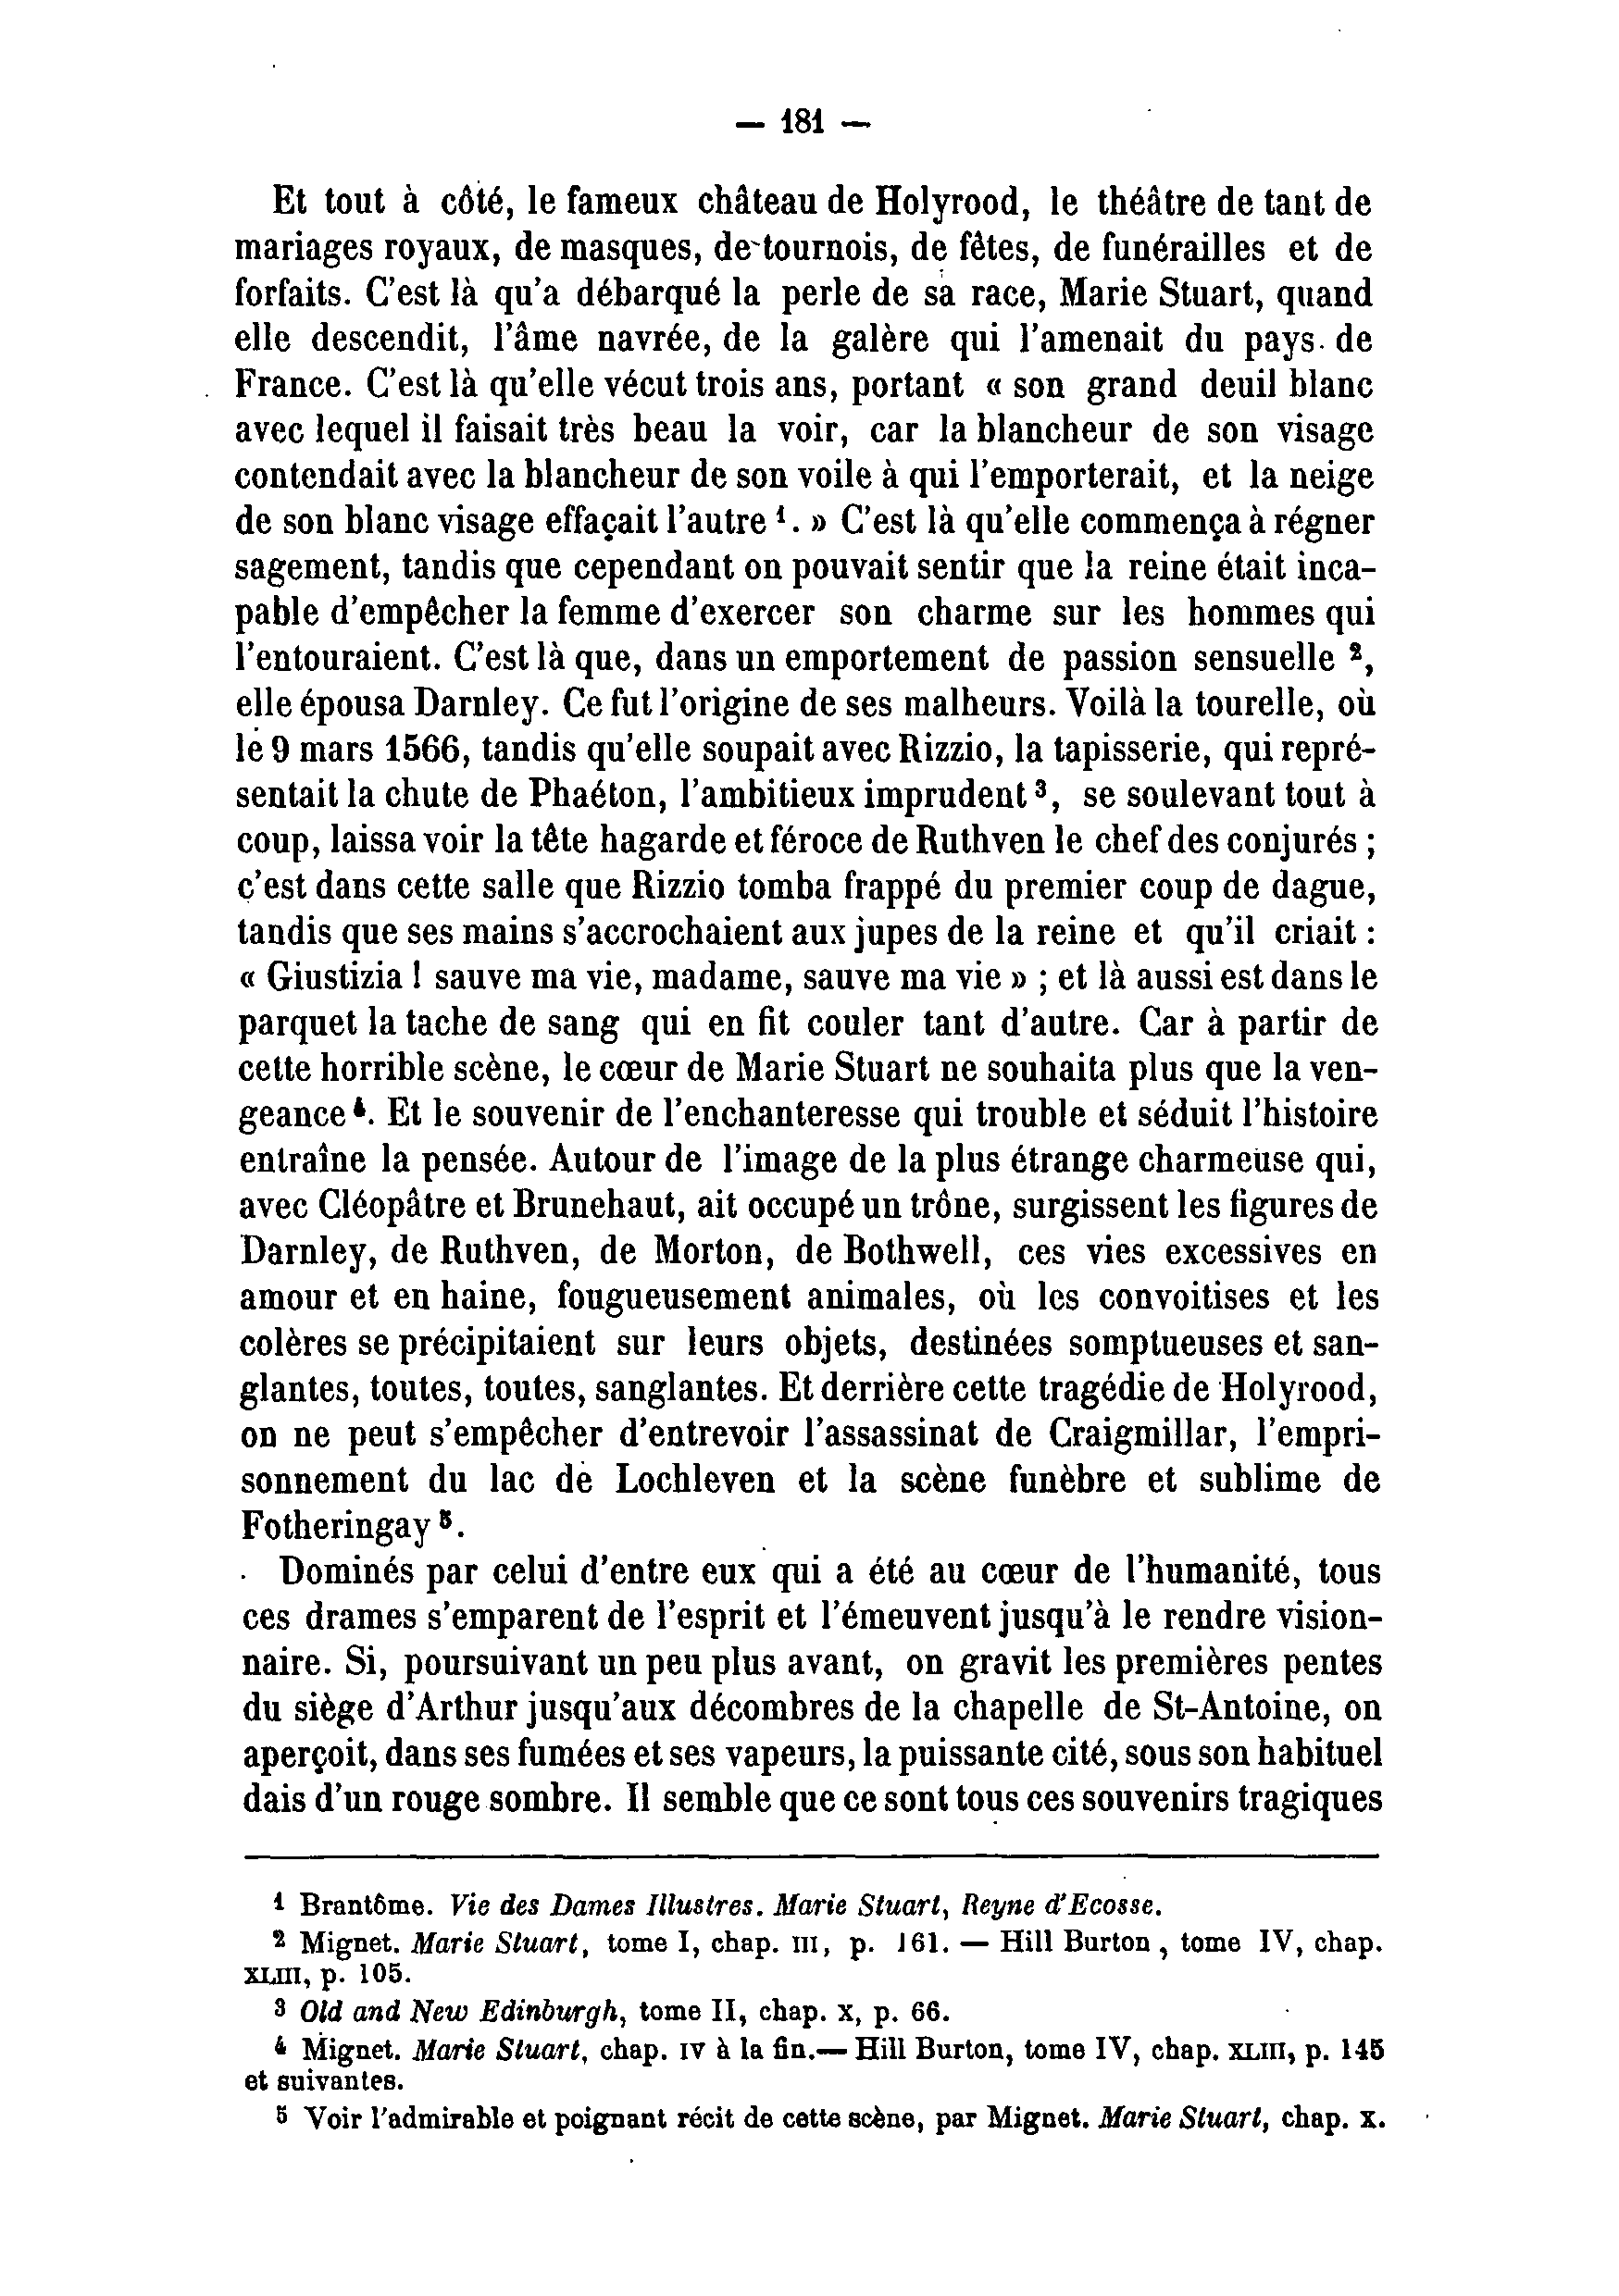 — 181 —
Et tout à côté, le fameux château de Holyrood, le théâtre de tant de
mariages royaux, de masques, de tournois, de fêtes, de funérailles et de
forfaits. C'est là qu'a débarqué la perle de sa race, Marie Stuart, quand
elle descendit, l'âme navrée, de la galère qui l'amenait du pays de
France. C'est là qu'elle vécut trois ans, portant « son grand deuil blanc
avec lequel il faisait très beau la voir, car la blancheur de son visage
contendait avec la blancheur de son voile à qui l'emporterait, et la neige
de son blanc visage effaçait l'autre ¹. » C'est là qu'elle commença à régner
sagement, tandis que cependant on pouvait sentir que la reine était inca-
pable d'empêcher la femme d'exercer son charme sur les hommes qui
l'entouraient. C'est là que, dans un emportement de passion sensuelle ²,
elle épousa Darnley. Ce fut l'origine de ses malheurs. Voilà la tourelle, où
le 9 mars 1566, tandis qu'elle soupait avec Rizzio, la tapisserie, qui repré-
sentait la chute de Phaéton, l'ambitieux imprudent ³, se soulevant tout à
coup, laissa voir la tête hagarde et féroce de Ruthven le chef des conjurés ;
c'est dans cette salle que Rizzio tomba frappé du premier coup de dague,
tandis que ses mains s'accrochaient aux jupes de la reine et qu'il criait :
« Giustizia ! sauve ma vie, madame, sauve ma vie » ; et là aussi est dans le
parquet la tache de sang qui en fit couler tant d'autre. Car à partir de
cette horrible scène, le cœur de Marie Stuart ne souhaita plus que la ven-
geance ⁴. Et le souvenir de l'enchanteresse qui trouble et séduit l'histoire
entraîne la pensée. Autour de l'image de la plus étrange charmeuse qui,
avec Cléopâtre et Brunehaut, ait occupé un trône, surgissent les figures de
Darnley, de Ruthven, de Morton, de Bothwell, ces vies excessives en
amour et en haine, fougueusement animales, où les convoitises et les
colères se précipitaient sur leurs objets, destinées somptueuses et san-
glantes, toutes, toutes, sanglantes. Et derrière cette tragédie de Holyrood,
on ne peut s'empêcher d'entrevoir l'assassinat de Craigmillar, l'empri-
sonnement du lac de Lochleven et la scène funèbre et sublime de
Fotheringay ⁵.
Dominés par celui d'entre eux qui a été au cœur de l'humanité, tous
ces drames s'emparent de l'esprit et l'émeuvent jusqu'à le rendre vision-
naire. Si, poursuivant un peu plus avant, on gravit les premières pentes
du siège d'Arthur jusqu'aux décombres de la chapelle de St-Antoine, on
aperçoit, dans ses fumées et ses vapeurs, la puissante cité, sous son habituel
dais d'un rouge sombre. Il semble que ce sont tous ces souvenirs tragiques
¹ Brantôme. Vie des Dames Illustres. Marie Stuart, Reyne d'Ecosse.
² Mignet. Marie Stuart, tome I, chap. III, p. 161. — Hill Burton, tome IV, chap.
XLIII, p. 105.
³ Old and New Edinburgh, tome II, chap. X, p. 66.
⁴ Mignet. Marie Stuart, chap. IV à la fin. — Hill Burton, tome IV, chap. XLIII, p. 145
et suivantes.
⁵ Voir l'admirable et poignant récit de cette scène, par Mignet. Marie Stuart, chap. X.